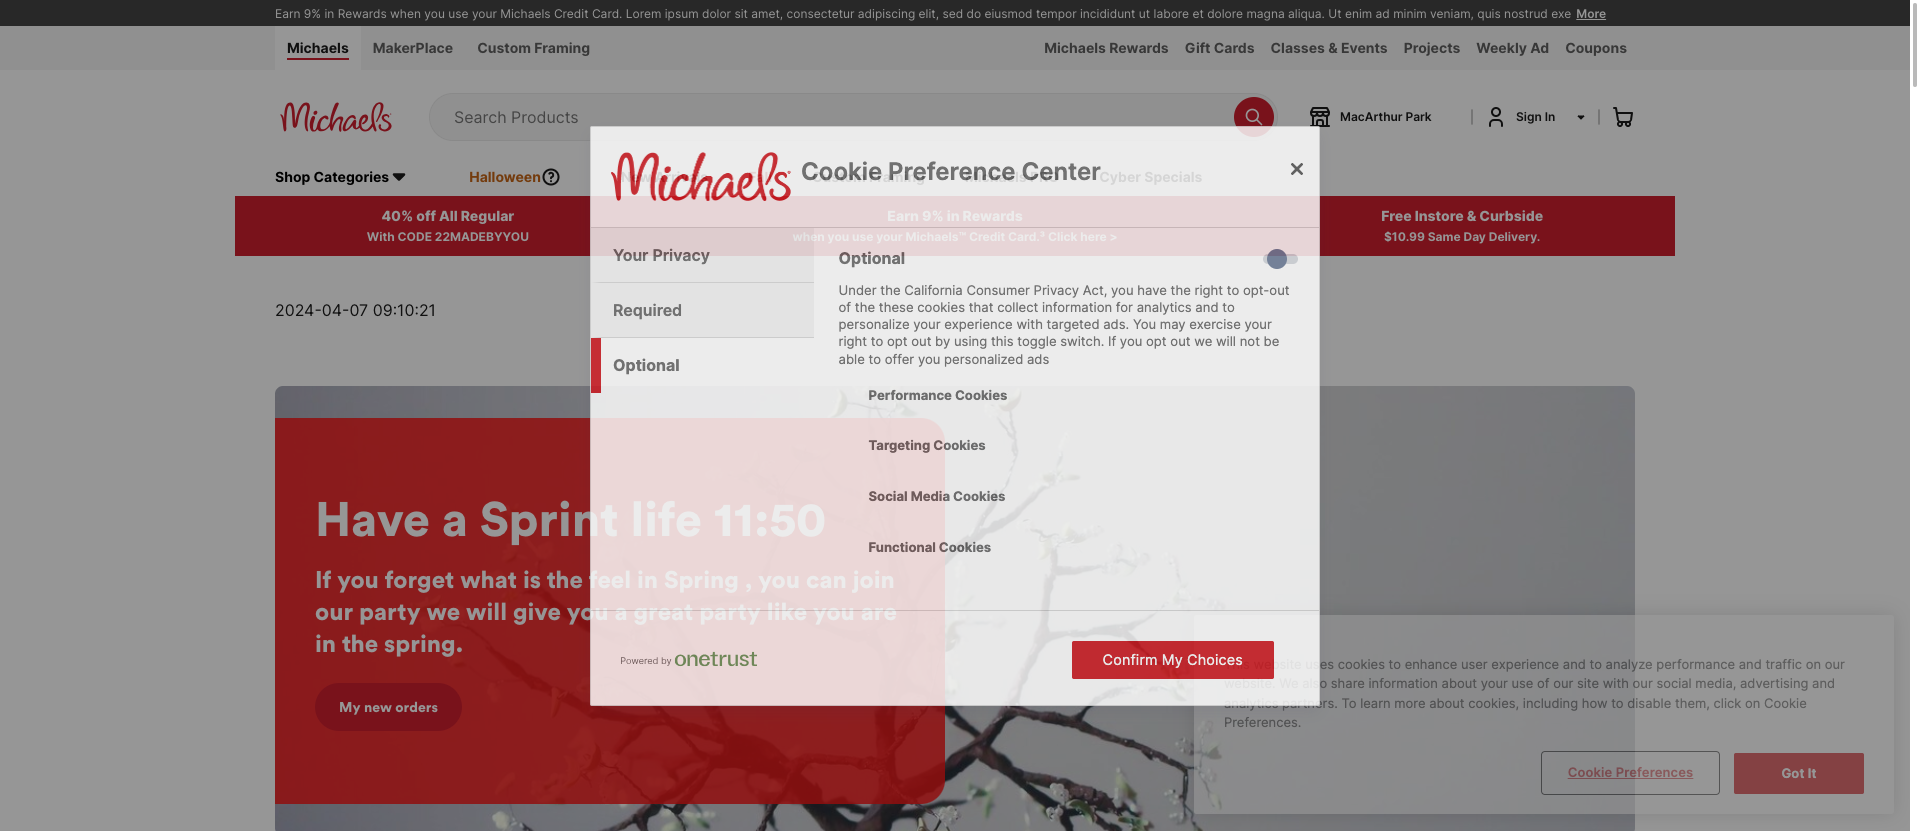 Earn 9% in Rewards when you use your Michaels Credit Card. Lorem ipsum dolor sit amet, consectetur adipiscing elit, sed do eiusmod tempor incididunt ut labore et dolore magna aliqua. Ut enim ad minim veniam, quis nostrud exe More
Michaels MakerPlace Custom Framing Michaels Rewards Gift Cards Classes & Events Projects Weekly Ad Coupons
Michaels Search Products MacArthur Park Sign In
Shop Categories Halloween Cyber Specials
40% off All Regular
With CODE 22MADEBYYOU
Earn 9% in Rewards
when you use your Michaels™ Credit Card.² Click here >
Free Instore & Curbside
$10.99 Same Day Delivery.
2024-04-07 09:10:21
Michaels Cookie Preference Center
Your Privacy
Required
Optional
Optional
Under the California Consumer Privacy Act, you have the right to opt-out
of the these cookies that collect information for analytics and to
personalize your experience with targeted ads. You may exercise your
right to opt out by using this toggle switch. If you opt out we will not be
able to offer you personalized ads
Performance Cookies
Targeting Cookies
Social Media Cookies
Functional Cookies
Powered by onetrust
Confirm My Choices
Have a Sprint life 11:50
If you forget what is the feel in Spring , you can join
our party we will give you a great party like you are
in the spring.
My new orders
website uses cookies to enhance user experience and to analyze performance and traffic on our
website. We also share information about your use of our site with our social media, advertising and
analytics partners. To learn more about cookies, including how to disable them, click on Cookie
Preferences.
Cookie Preferences
Got It